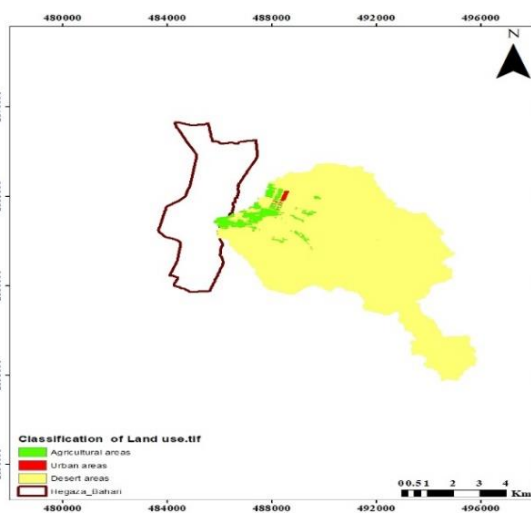 480000 484000 488000 492000 496000
N
Classification of Land use.tif
Agricultural areas
Urban areas
Desert areas
Hegaza_Bahari
0 0.5 1 2 3 4
Km
480000 484000 488000 492000 496000